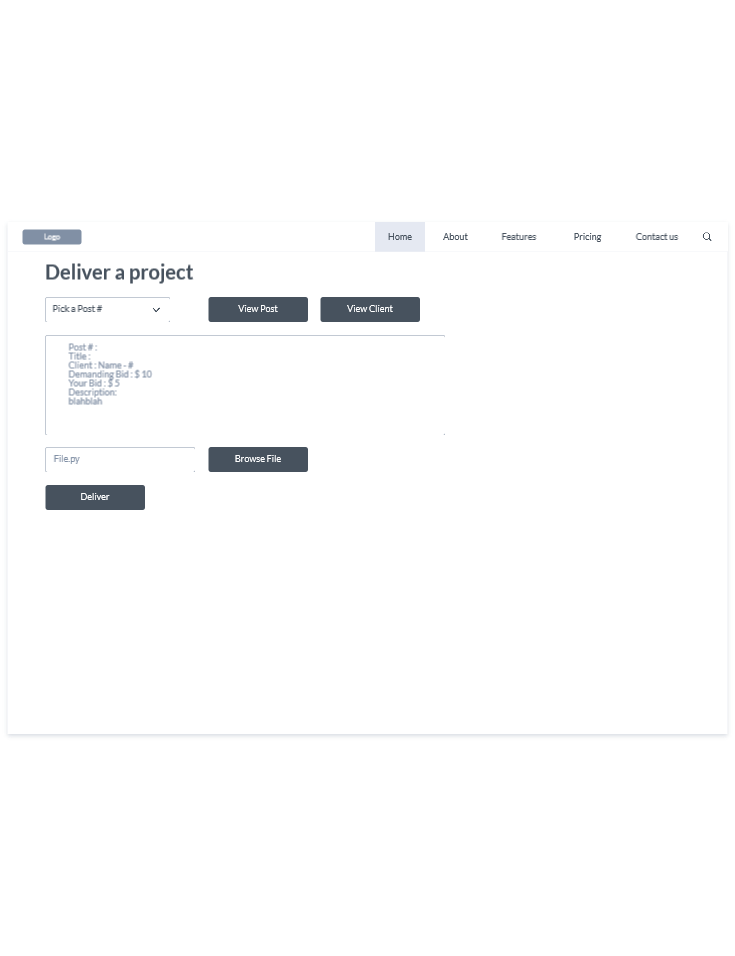 Logo
Home About Features Pricing Contact us
Deliver a project
Pick a Post # View Post View Client
Post # :
Title :
Client : Name - #
Demanding Bid : $ 10
Your Bid : $ 5
Description:
blahblah
File.py Browse File
Deliver